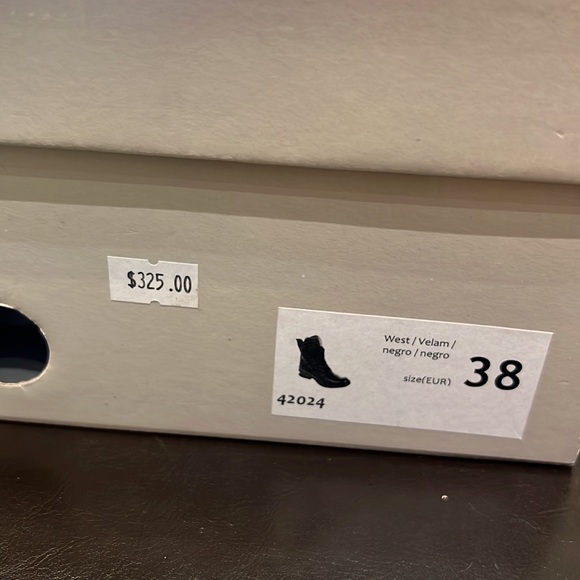 $325.00
West / Velam /
negro / negro
size(EUR) 38
42024